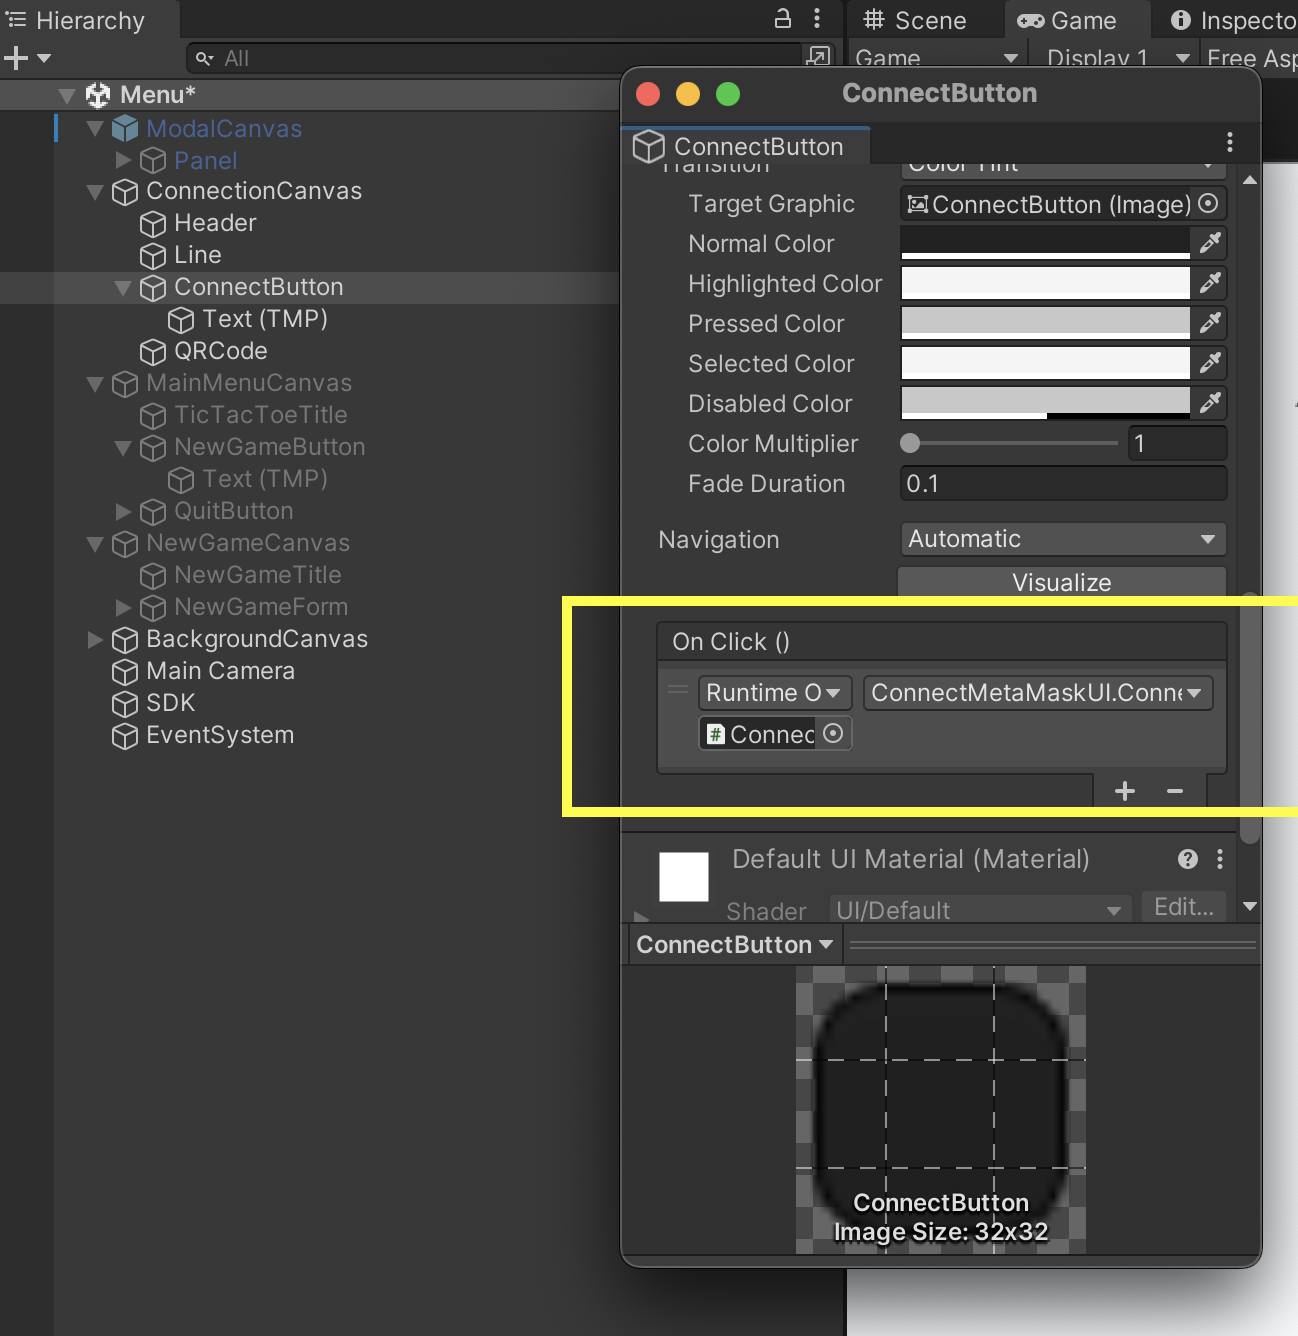 Hierarchy
All
Menu*
ModalCanvas
Panel
ConnectionCanvas
Header
Line
ConnectButton
Text (TMP)
QRCode
MainMenuCanvas
TicTacToeTitle
NewGameButton
Text (TMP)
QuitButton
NewGameCanvas
NewGameTitle
NewGameForm
BackgroundCanvas
Main Camera
SDK
EventSystem
Scene
Game
Inspecto
Game
Display 1
Free Asp
ConnectButton
ConnectButton
Transition
Color Tint
Target Graphic
ConnectButton (Image)
Normal Color
Highlighted Color
Pressed Color
Selected Color
Disabled Color
Color Multiplier
1
Fade Duration
0.1
Navigation
Automatic
Visualize
On Click ()
Runtime O
ConnectMetaMaskUI.Conne
# Connec
Default UI Material (Material)
Shader
UI/Default
Edit...
ConnectButton
ConnectButton
Image Size: 32x32